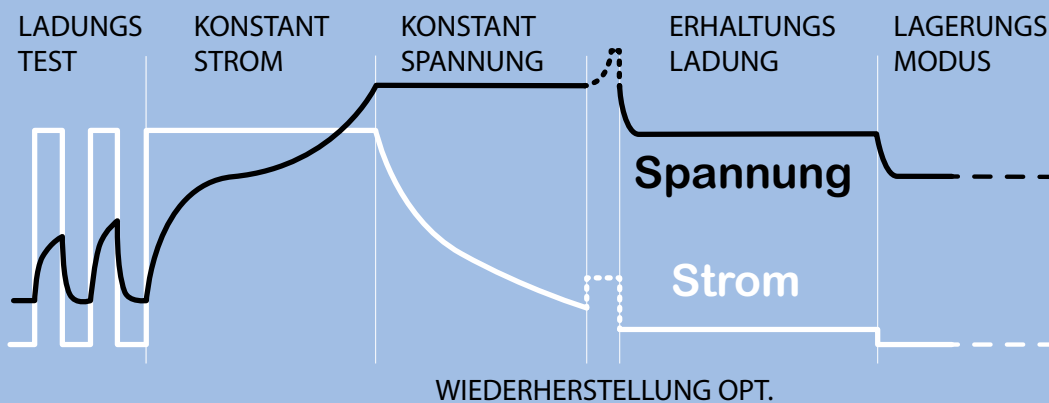 LADUNGS
TEST
KONSTANT
STROM
KONSTANT
SPANNUNG
ERHALTUNGS
LADUNG
LAGERUNGS
MODUS
Spannung
Strom
WIEDERHERSTELLUNG OPT.